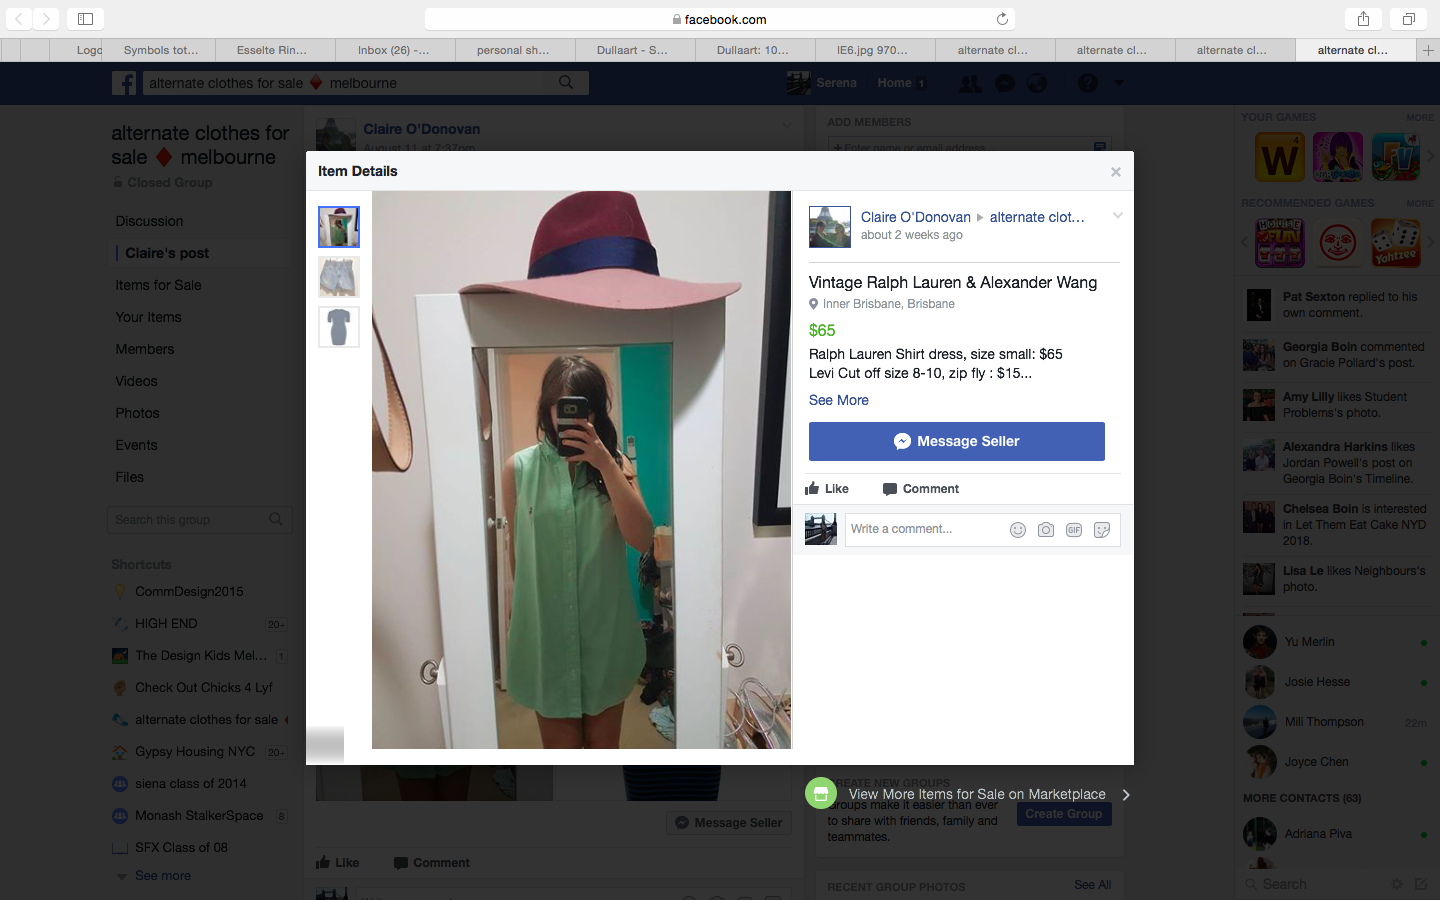 facebook.com
Logo
Symbols tot...
Esselte Rin...
Inbox (26) -...
personal sh...
Dullaart - S...
Dullaart: 10...
IE6.jpg 970...
alternate cl...
alternate cl...
alternate cl...
alternate cl...
alternate clothes for sale ♦ melbourne
Serena
Home 1
alternate clothes for
sale ♦ melbourne
Closed Group
Discussion
Claire's post
Items for Sale
Your Items
Members
Videos
Photos
Events
Files
Search this group
Shortcuts
CommDesign2015
HIGH END 20+
The Design Kids Mel... 1
Check Out Chicks 4 Lyf
alternate clothes for sale
Gypsy Housing NYC 20+
siena class of 2014
Monash StalkerSpace 8
SFX Class of 08
See more
Claire O'Donovan
August 11 at 7:37pm
ADD MEMBERS
+ Enter name or email address...
Item Details
Claire O'Donovan ▸ alternate clot...
about 2 weeks ago
Vintage Ralph Lauren & Alexander Wang
Inner Brisbane, Brisbane
$65
Ralph Lauren Shirt dress, size small: $65
Levi Cut off size 8-10, zip fly : $15...
See More
Message Seller
Like Comment
Write a comment...
GIF
View More Items for Sale on Marketplace
CREATE NEW GROUPS
Groups make it easier than ever
to share with friends, family and
teammates.
Create Group
Message Seller
Like Comment
RECENT GROUP PHOTOS See All
YOUR GAMES MORE
W 4
RECOMMENDED GAMES MORE
HOUSE OF FUN
Yahtzee
Pat Sexton replied to his
own comment.
Georgia Boin commented
on Gracie Pollard's post.
Amy Lilly likes Student
Problems's photo.
Alexandra Harkins likes
Jordan Powell's post on
Georgia Boin's Timeline.
Chelsea Boin is interested
in Let Them Eat Cake NYD
2018.
Lisa Le likes Neighbours's
photo.
Yu Merlin
Josie Hesse
Mili Thompson 22m
Joyce Chen
MORE CONTACTS (63)
Adriana Piva
Search